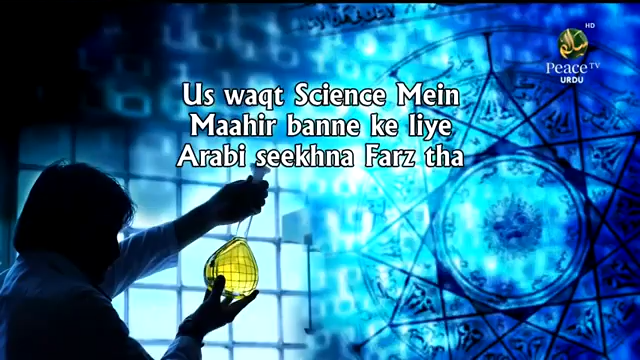 HD
Peace TV
URDU
Us waqt Science Mein
Maahir banne ke liye
Arabi seekhna Farz tha